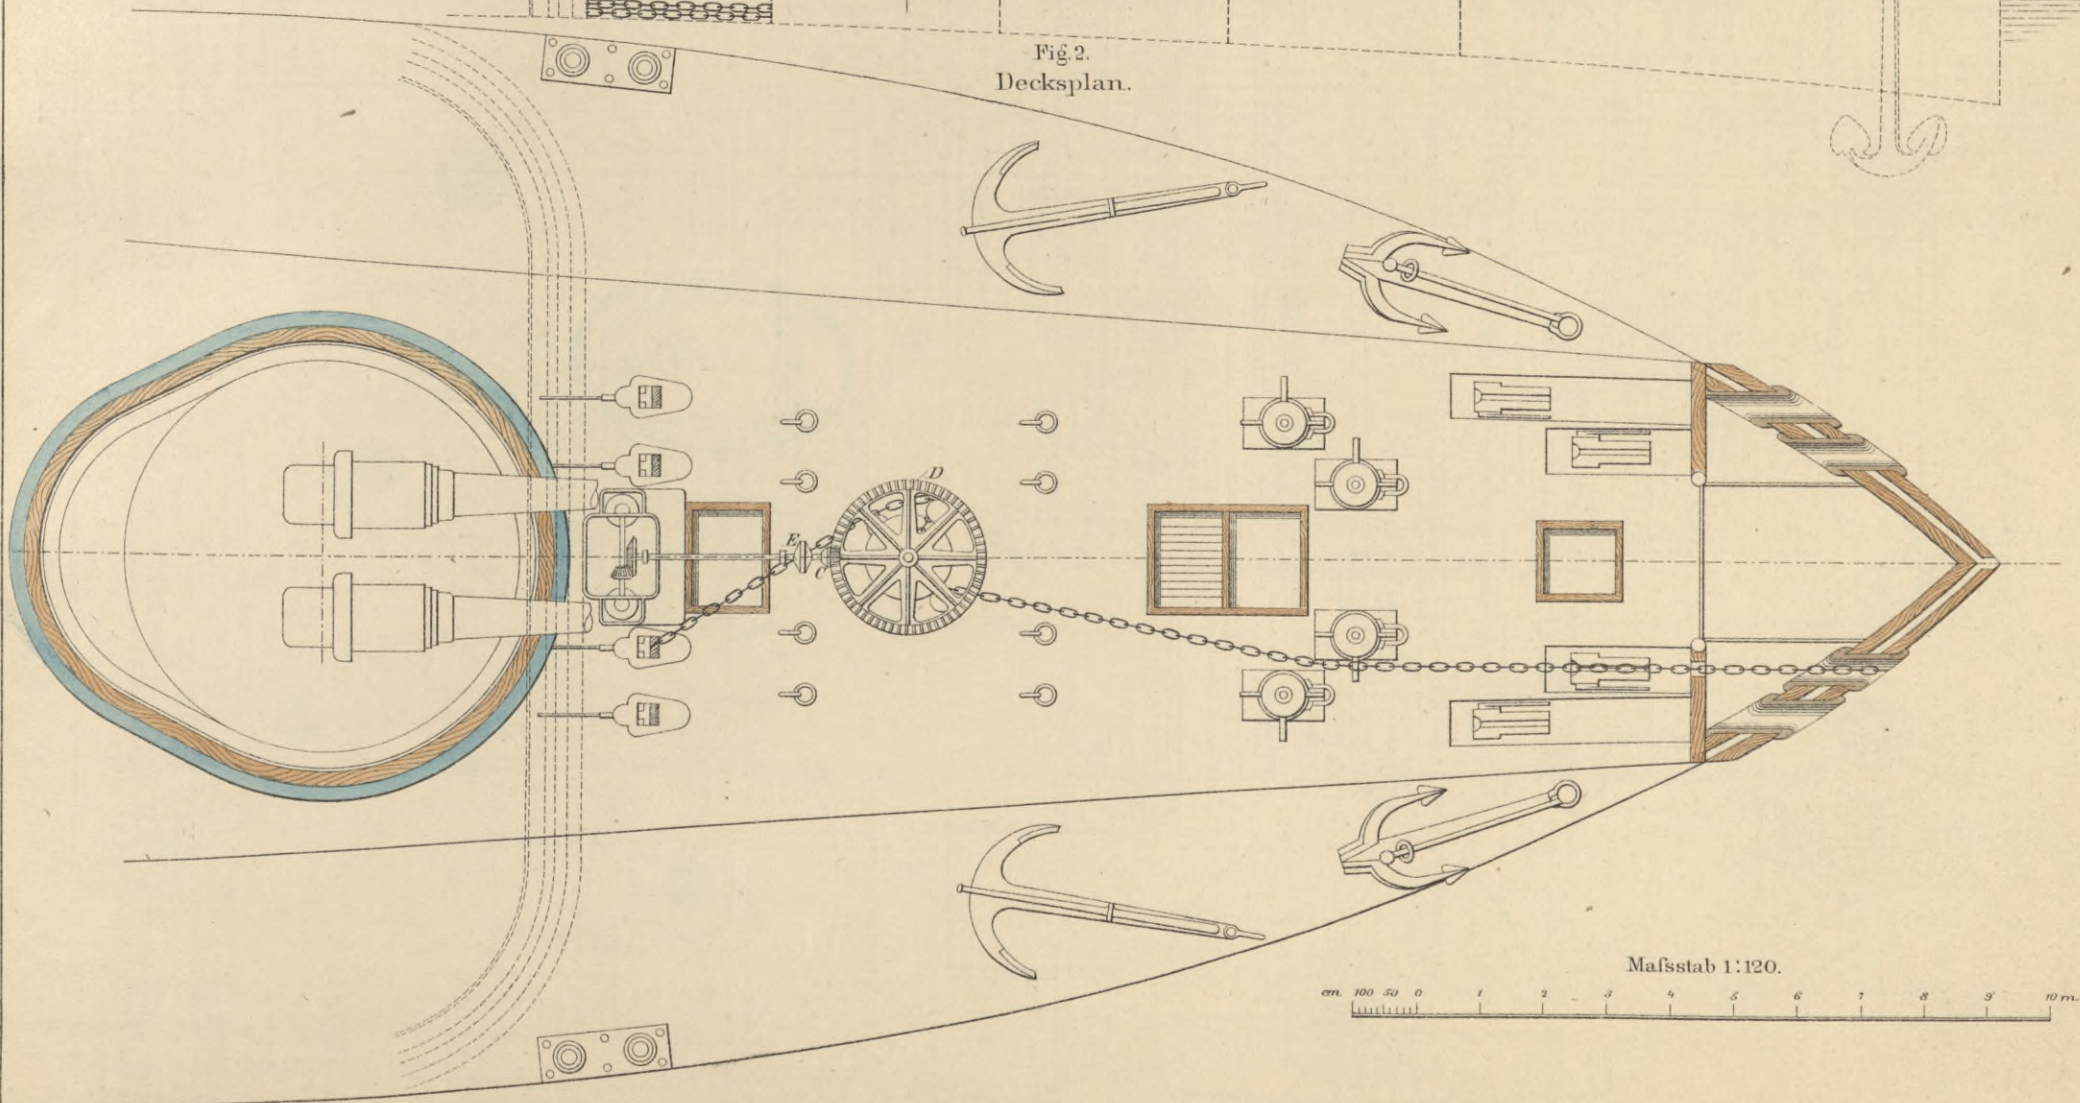 Fig. 2.
Decksplan.
D
E
C
Maſsstab 1:120.
cm. 100 50 0 1 2 3 4 5 6 7 8 9 10 m.